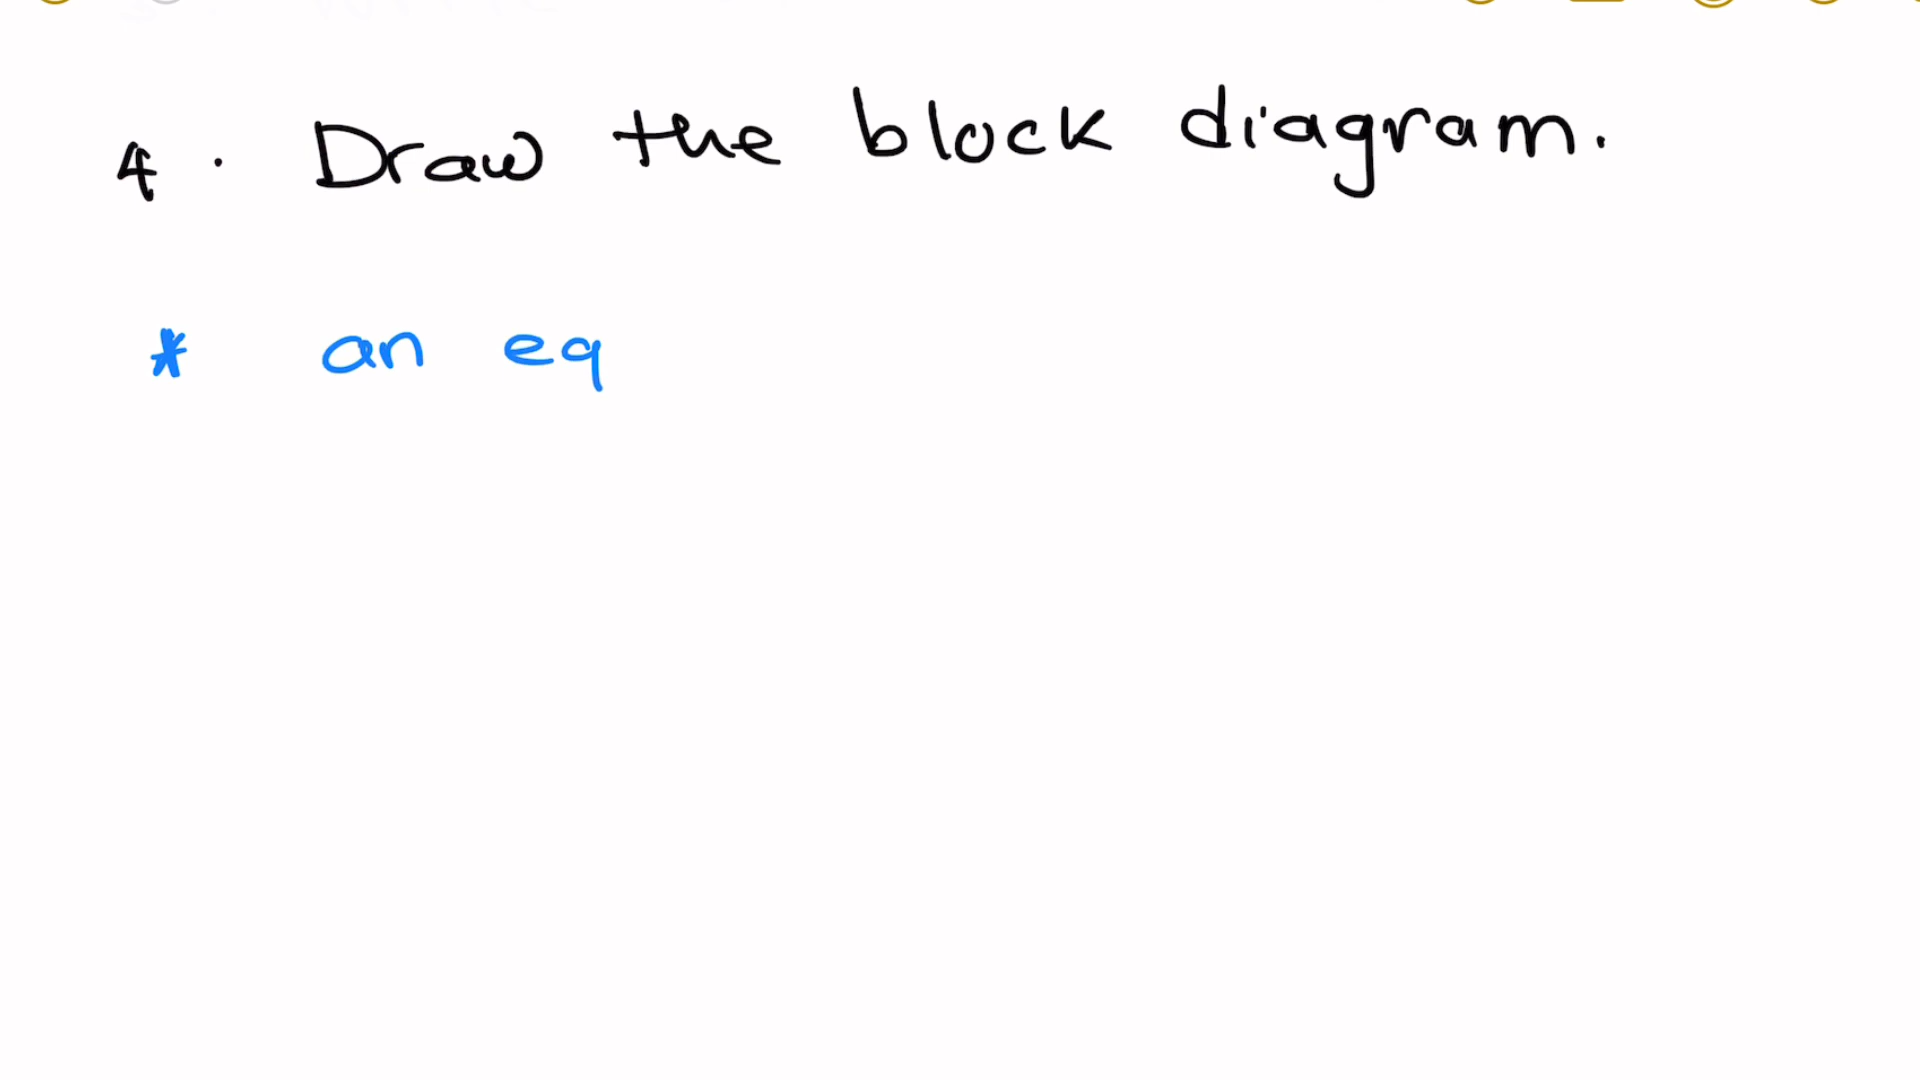 4. Draw the block diagram.
* an eq